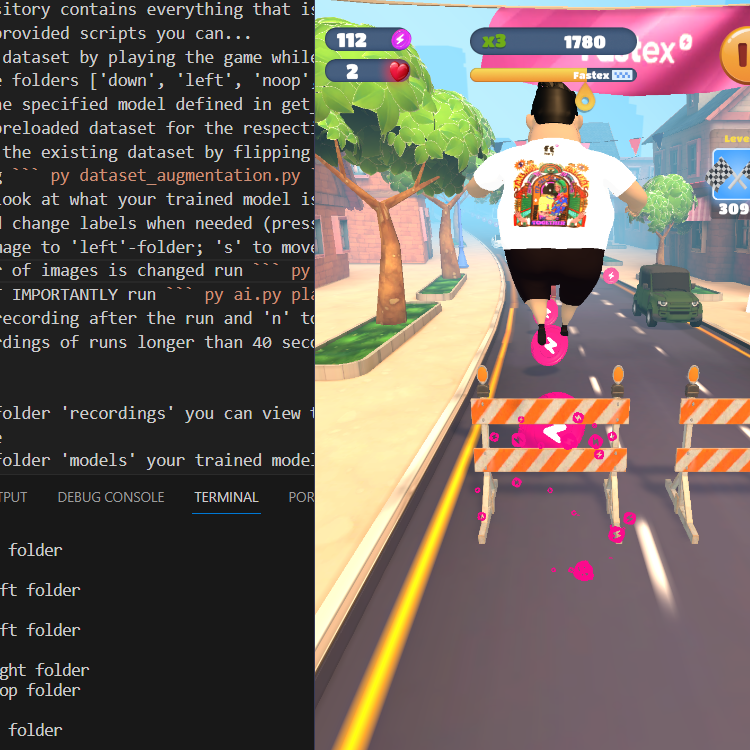 sitory contains everything that is
provided scripts you can...
dataset by playing the game while
e folders ['down', 'left', 'noop'
he specified model defined in get
preloaded dataset for the respecti
the existing dataset by flipping
g ``` py dataset_augmentation.py `
look at what your trained model is
d change labels when needed (press
mage to 'left'-folder; 's' to move
r of images is changed run ``` py
T IMPORTANTLY run ``` py ai.py pla
recording after the run and 'n' to
rdings of runs longer than 40 seco
folder 'recordings' you can view t
e
folder 'models' your trained model
TPUT DEBUG CONSOLE TERMINAL POR
folder
ft folder
ft folder
ght folder
op folder
folder
112
2
x3 1780
Fastex
astex
Leve
309
TOGETHER